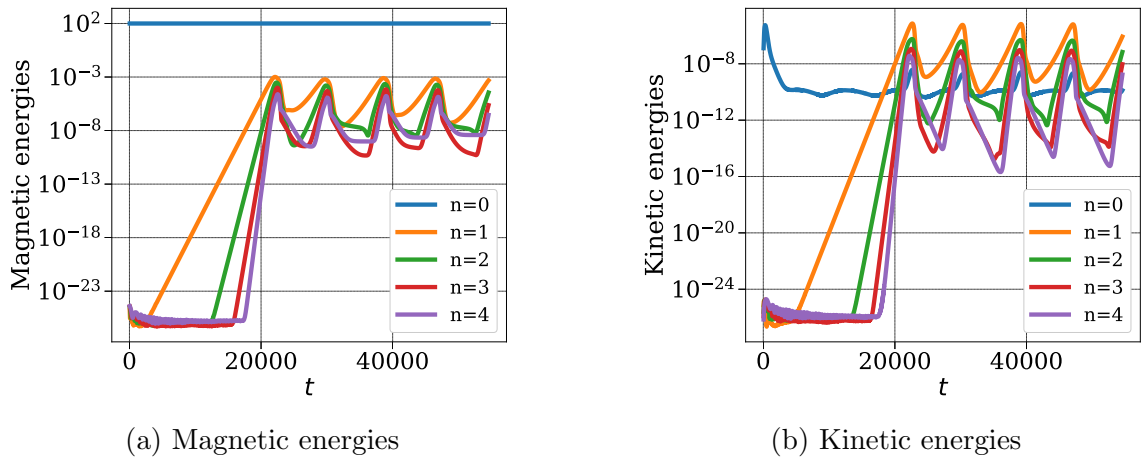 Magnetic energies
10²
10⁻³
10⁻⁸
10⁻¹³
10⁻¹⁸
10⁻²³
n=0
n=1
n=2
n=3
n=4
0 20000 40000
t
(a) Magnetic energies
Kinetic energies
10⁻⁸
10⁻¹²
10⁻¹⁶
10⁻²⁰
10⁻²⁴
n=0
n=1
n=2
n=3
n=4
0 20000 40000
t
(b) Kinetic energies